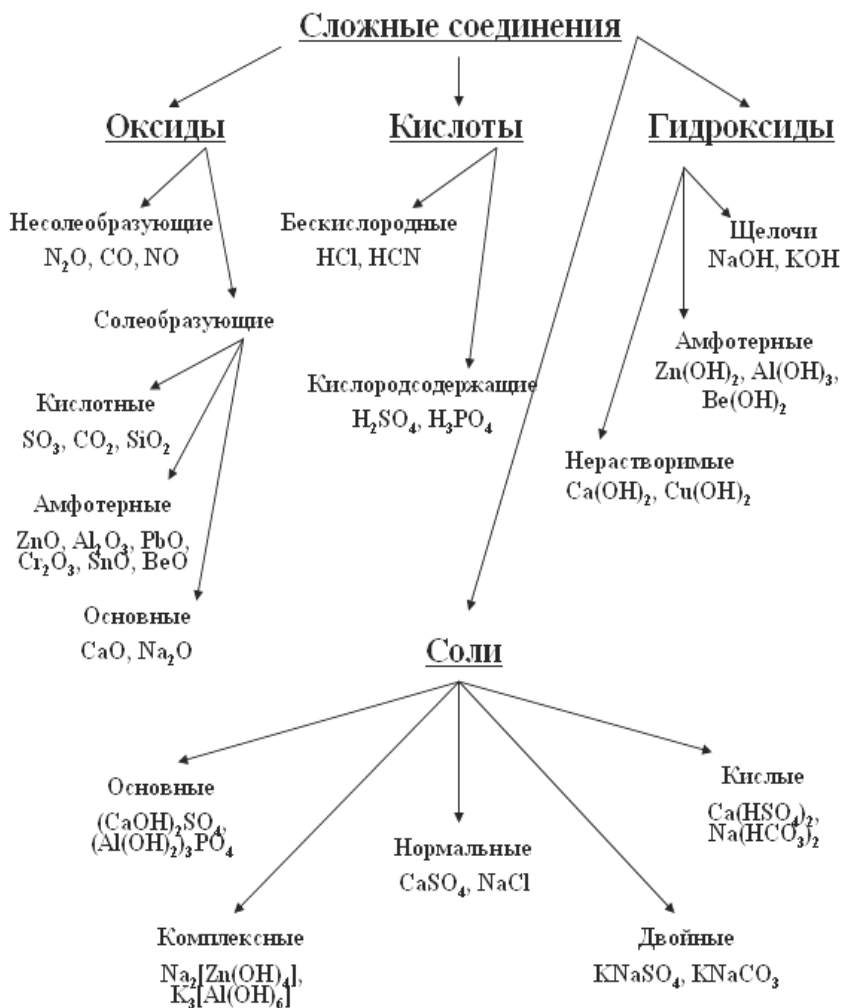 Сложные соединения
Оксиды
Кислоты
Гидроксиды
Несолеобразующие
N₂O, CO, NO
Бескислородные
HCl, HCN
Щелочи
NaOH, KOH
Солеобразующие
Амфотерные
Zn(OH)₂, Al(OH)₃,
Be(OH)₂
Кислотные
SO₃, CO₂, SiO₂
Кислородсодержащие
H₂SO₄, H₃PO₄
Нерастворимые
Ca(OH)₂, Cu(OH)₂
Амфотерные
ZnO, Al₂O₃, PbO,
Cr₂O₃, SnO, BeO
Основные
CaO, Na₂O
Соли
Основные
(CaOH)₂SO₄,
(Al(OH)₂)₃PO₄
Кислые
Ca(HSO₄)₂,
Na(HCO₃)₂
Нормальные
CaSO₄, NaCl
Комплексные
Na₂[Zn(OH)₄],
K₃[Al(OH)₆]
Двойные
KNaSO₄, KNaCO₃